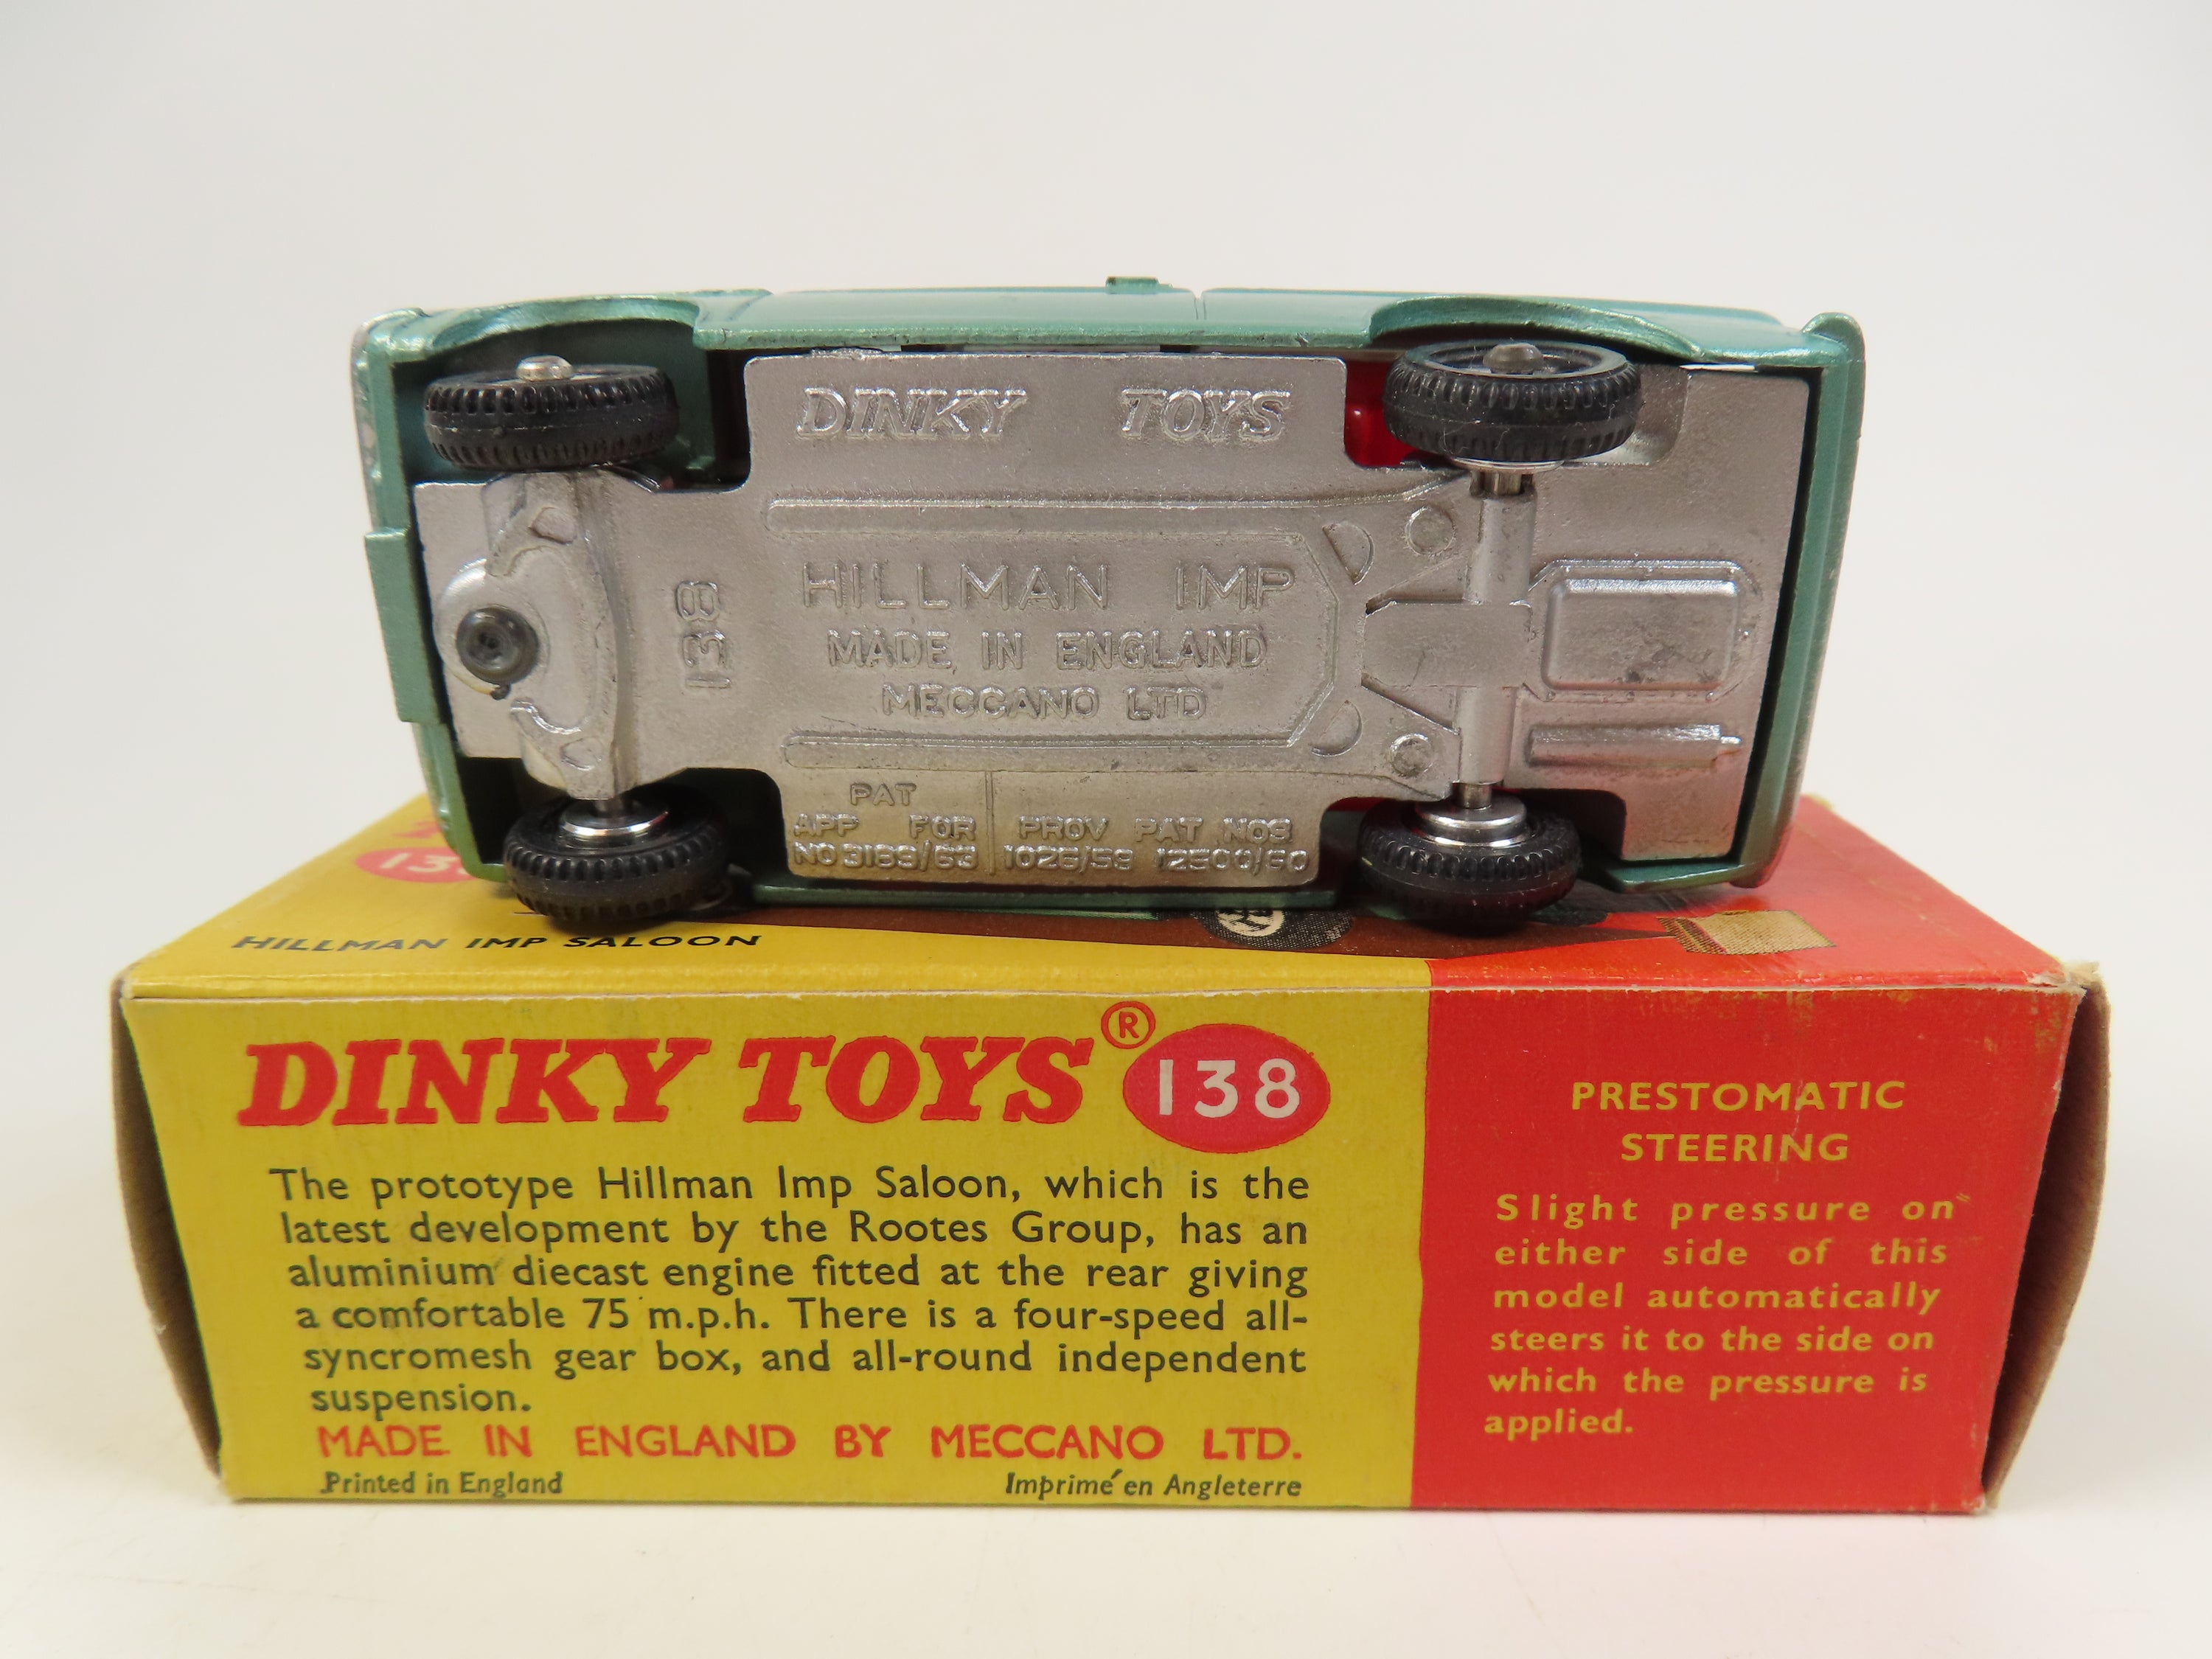 DINKY TOYS
HILLMAN IMP
138
MADE IN ENGLAND
MECCANO LTD
PAT
APP FOR
NO 3169/63
PROV PAT NOS
HILLMAN IMP SALOON
DINKY TOYS® 138
The prototype Hillman Imp Saloon, which is the
latest development by the Rootes Group, has an
aluminium diecast engine fitted at the rear giving
a comfortable 75 m.p.h. There is a four-speed all-
syncromesh gear box, and all-round independent
suspension.
MADE IN ENGLAND BY MECCANO LTD.
Printed in England
Imprimé en Angleterre
PRESTOMATIC
STEERING
Slight pressure on
either side of this
model automatically
steers it to the side on
which the pressure is
applied.